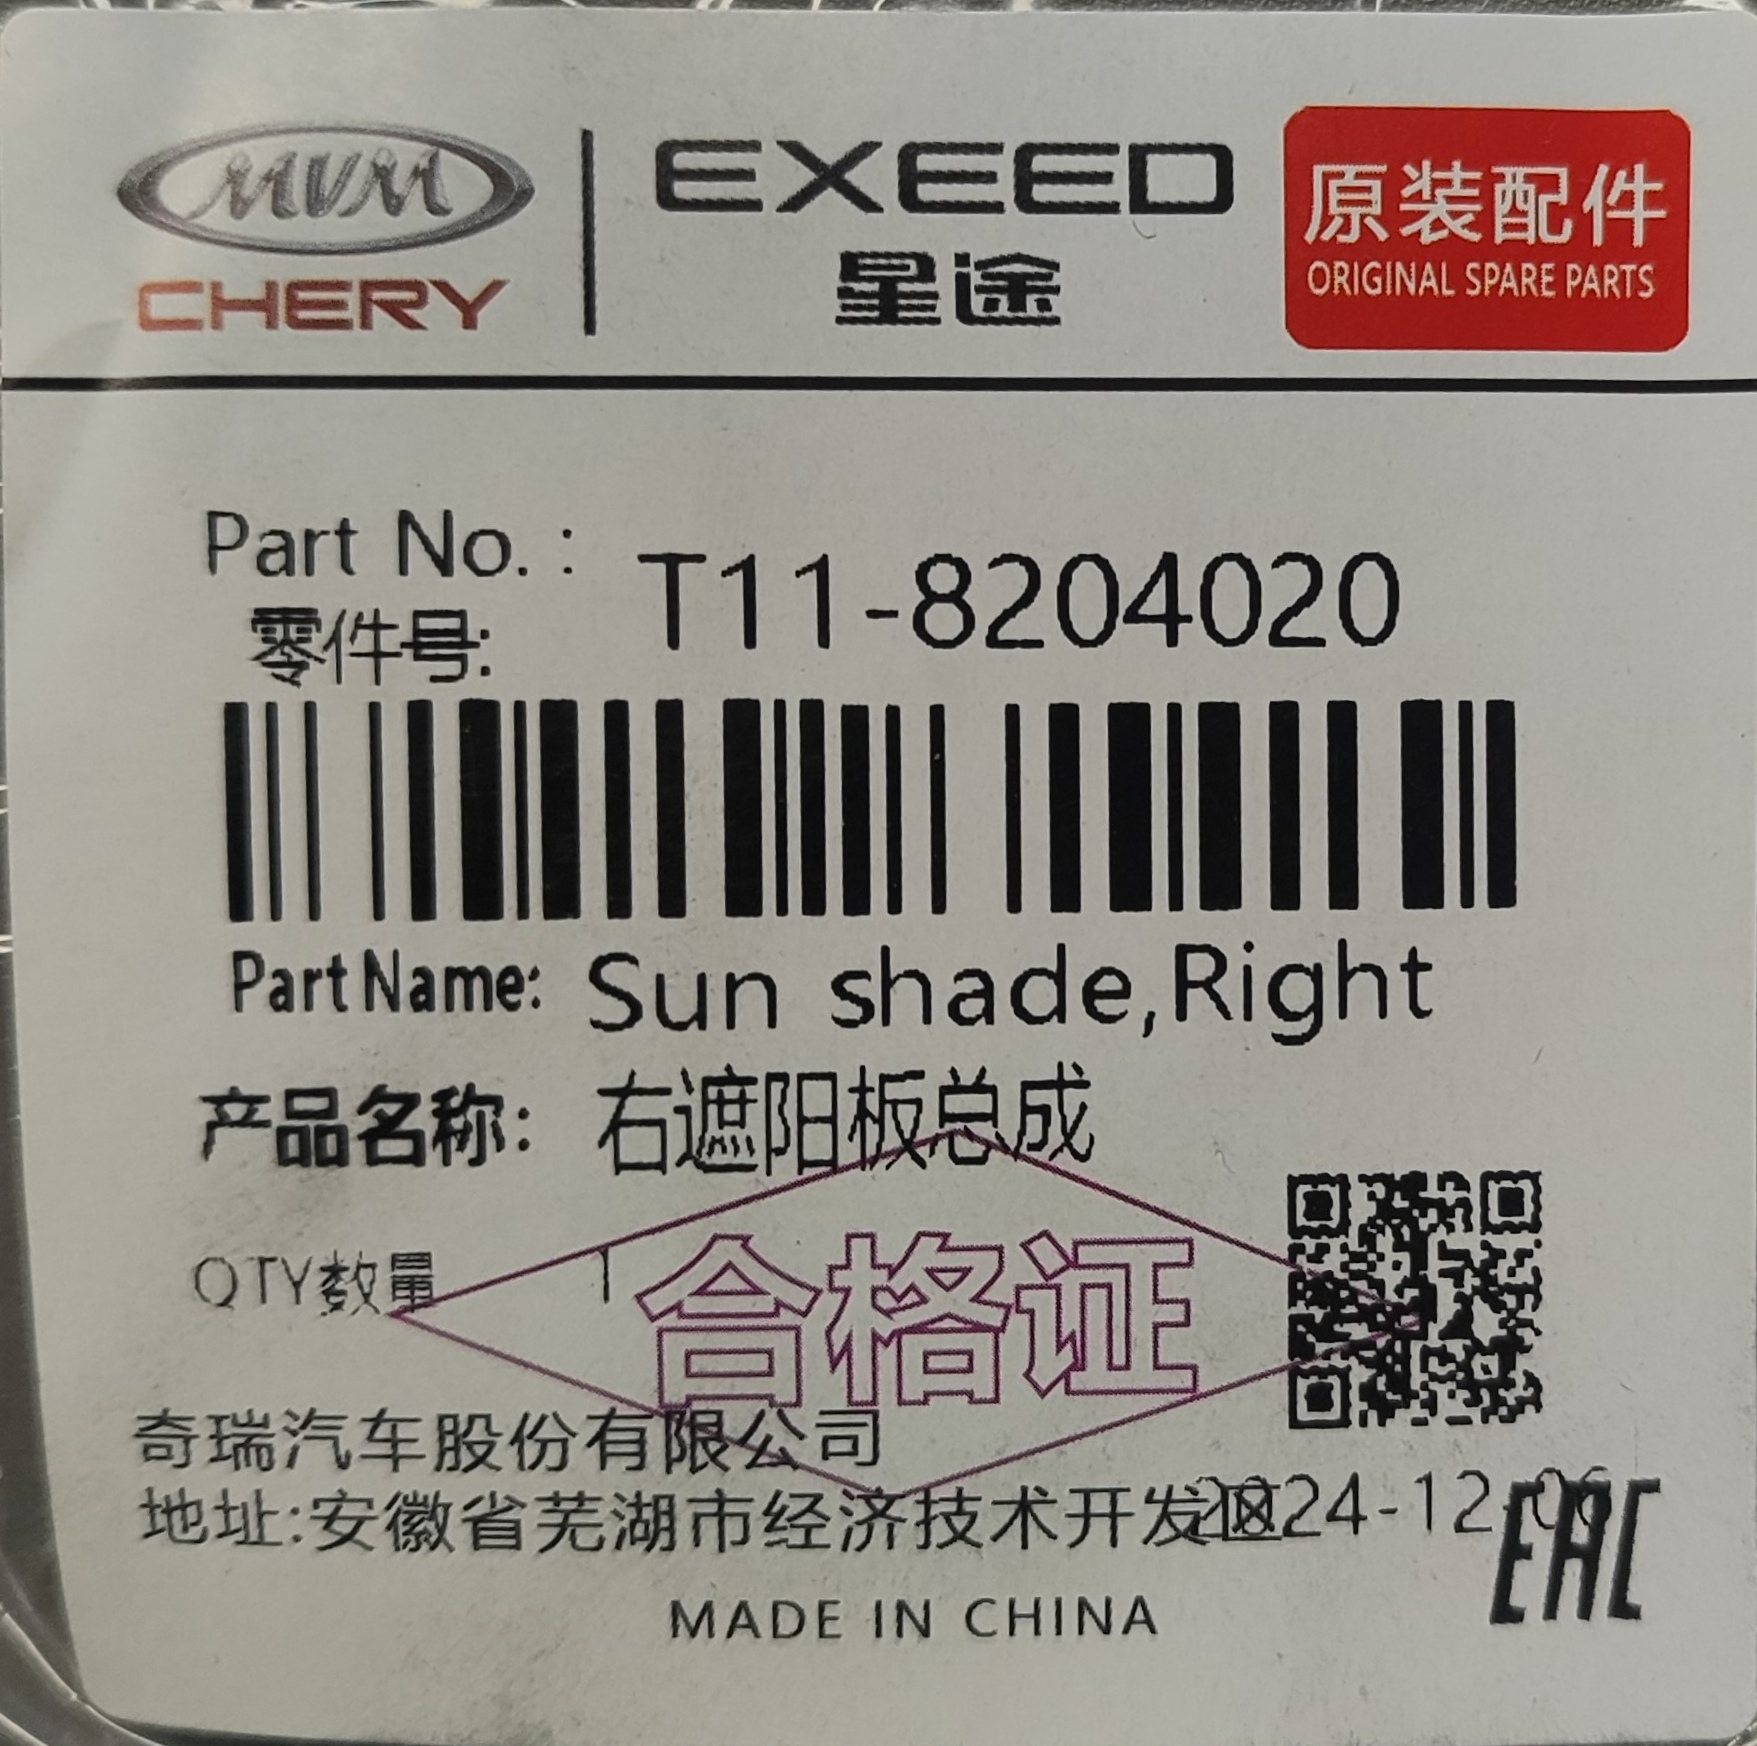 MVM
CHERY
EXEED
星途
原装配件
ORIGINAL SPARE PARTS
Part No. : T11-8204020
零件号:
Part Name: Sun shade,Right
产品名称: 右遮阳板总成
QTY数量 1
合格证
奇瑞汽车股份有限公司
地址:安徽省芜湖市经济技术开发区
2024-12-06
EAC
MADE IN CHINA